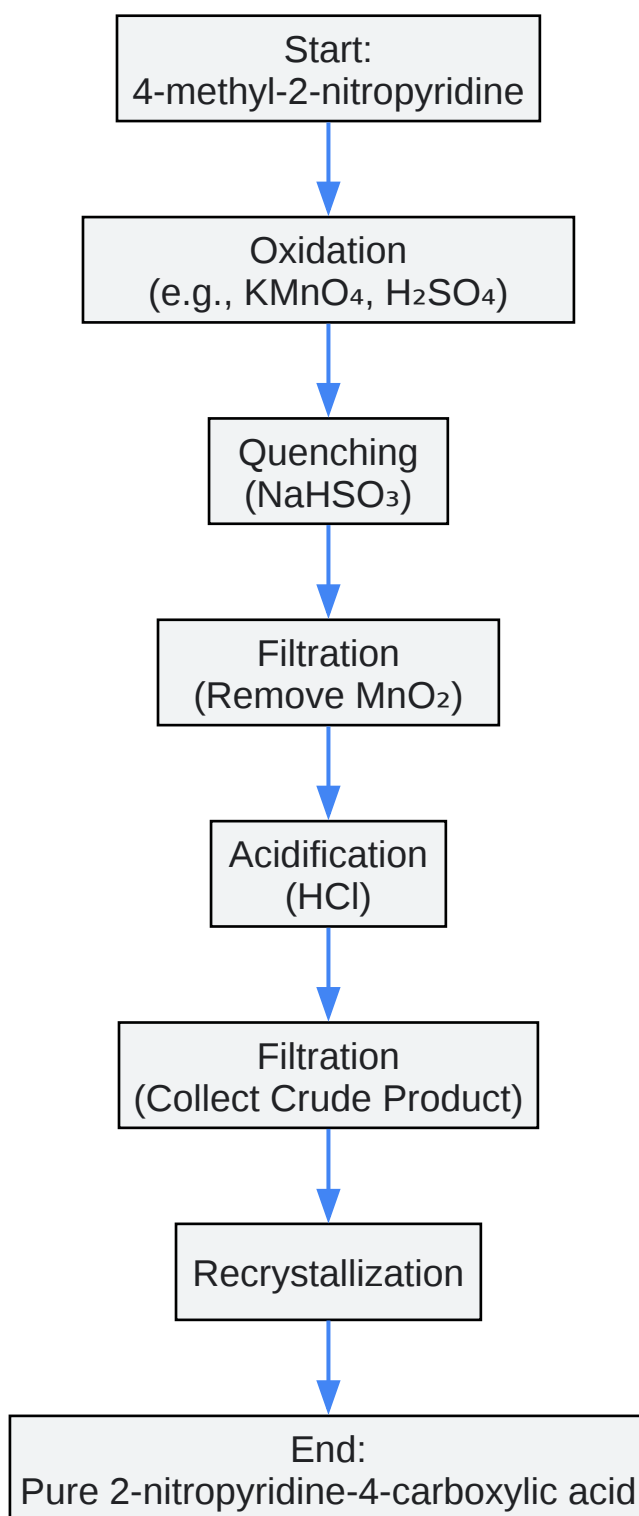 Start:
4-methyl-2-nitropyridine
Oxidation
(e.g., KMnO₄, H₂SO₄)
Quenching
(NaHSO₃)
Filtration
(Remove MnO₂)
Acidification
(HCl)
Filtration
(Collect Crude Product)
Recrystallization
End:
Pure 2-nitropyridine-4-carboxylic acid